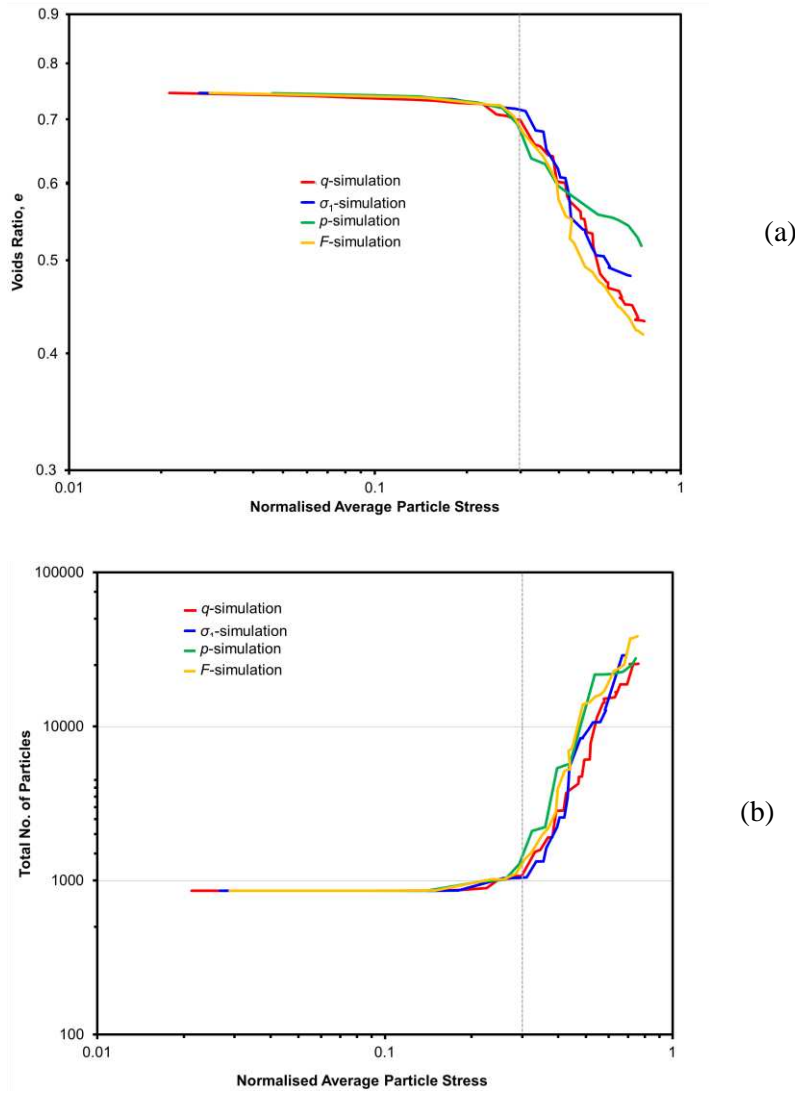 0.9
0.8
0.7
0.6
0.5
0.4
0.3
Voids Ratio, e
q-simulation
σ₁-simulation
p-simulation
F-simulation
0.01
0.1
1
Normalised Average Particle Stress
(a)
100000
10000
1000
100
Total No. of Particles
q-simulation
σ₁-simulation
p-simulation
F-simulation
0.01
0.1
1
Normalised Average Particle Stress
(b)